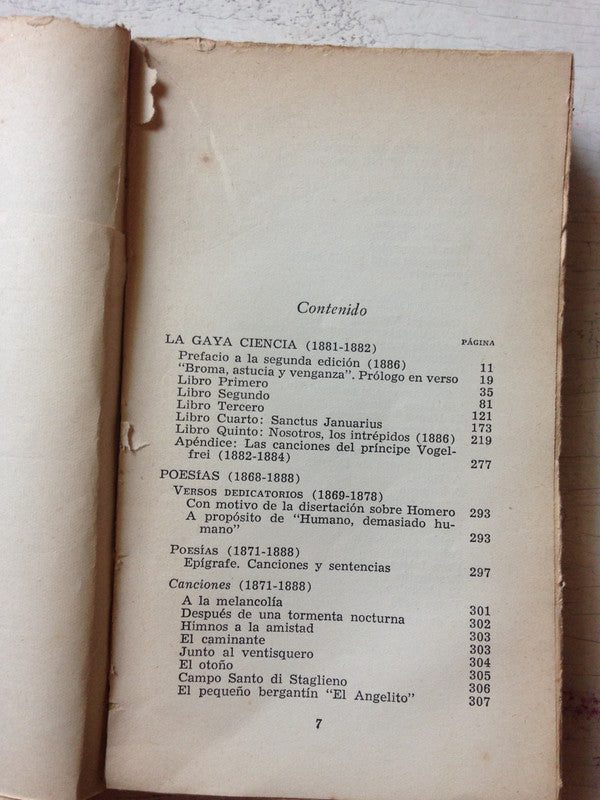 Contenido
LA GAYA CIENCIA (1881-1882) PÁGINA
Prefacio a la segunda edición (1886) 11
"Broma, astucia y venganza". Prólogo en verso 19
Libro Primero 35
Libro Segundo 81
Libro Tercero 121
Libro Cuarto: Sanctus Januarius 173
Libro Quinto: Nosotros, los intrépidos (1886) 219
Apéndice: Las canciones del príncipe Vogel-
frei (1882-1884) 277
POESÍAS (1868-1888)
VERSOS DEDICATORIOS (1869-1878)
Con motivo de la disertación sobre Homero 293
A propósito de "Humano, demasiado hu-
mano" 293
POESÍAS (1871-1888)
Epígrafe. Canciones y sentencias 297
Canciones (1871-1888)
A la melancolía 301
Después de una tormenta nocturna 302
Himnos a la amistad 303
El caminante 303
Junto al ventisquero 304
El otoño 305
Campo Santo di Staglieno 306
El pequeño bergantín "El Angelito" 307
7